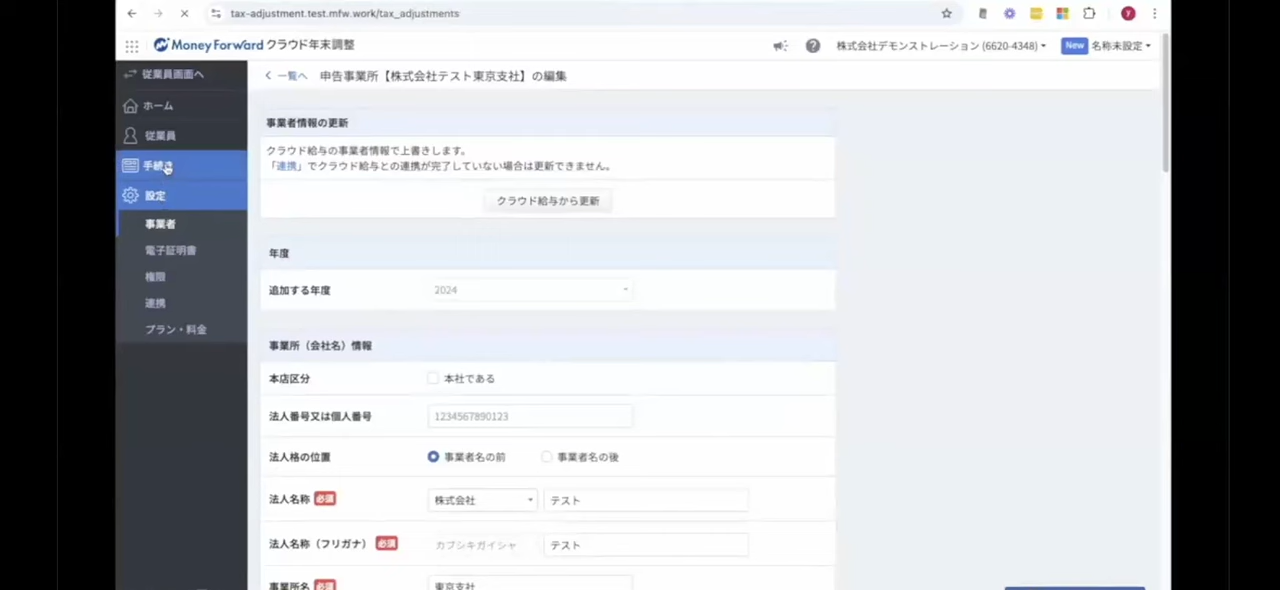 tax-adjustment.test.mfw.work/tax_adjustments
y
Money Forward クラウド年末調整
株式会社デモンストレーション (6620-4348)
New 名称未設定
従業員画面へ
ホーム
従業員
手続き
設定
事業者
電子証明書
権限
連携
プラン・料金
一覧へ 申告事業所【株式会社テスト東京支社】の編集
事業者情報の更新
クラウド給与の事業者情報で上書きします。
「連携」でクラウド給与との連携が完了していない場合は更新できません。
クラウド給与から更新
年度
追加する年度 2024
事業所（会社名）情報
本店区分 本社である
法人番号又は個人番号 1234567890123
法人格の位置 事業者名の前 事業者名の後
法人名称 必須 株式会社 テスト
法人名称（フリガナ） 必須 カブシキガイシャ テスト
事業所名 必須 東京支社